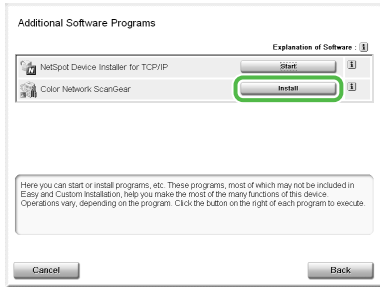 Additional Software Programs
Explanation of Software : i
NetSpot Device Installer for TCP/IP Start i
Color Network ScanGear Install i
Here you can start or install programs, etc. These programs, most of which may not be included in
Easy and Custom Installation, help you make the most of the many functions of this device.
Operations vary, depending on the program. Click the button on the right of each program to execute.
Cancel Back